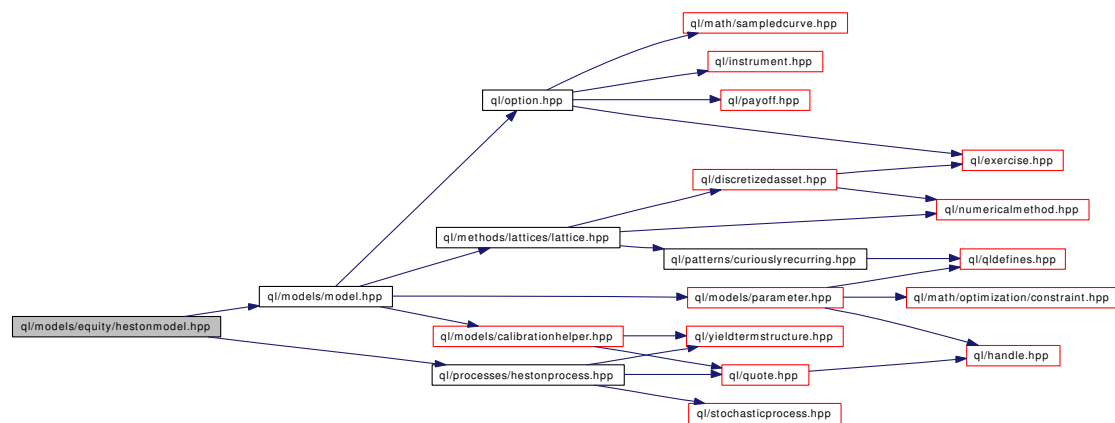 ql/math/sampledcurve.hpp
ql/instrument.hpp
ql/option.hpp
ql/payoff.hpp
ql/exercise.hpp
ql/discretizedasset.hpp
ql/numericalmethod.hpp
ql/methods/lattices/lattice.hpp
ql/patterns/curiouslyrecurring.hpp
ql/qldefines.hpp
ql/models/model.hpp
ql/models/parameter.hpp
ql/math/optimization/constraint.hpp
ql/models/equity/hestonmodel.hpp
ql/models/calibrationhelper.hpp
ql/yieldtermstructure.hpp
ql/handle.hpp
ql/processes/hestonprocess.hpp
ql/quote.hpp
ql/stochasticprocess.hpp